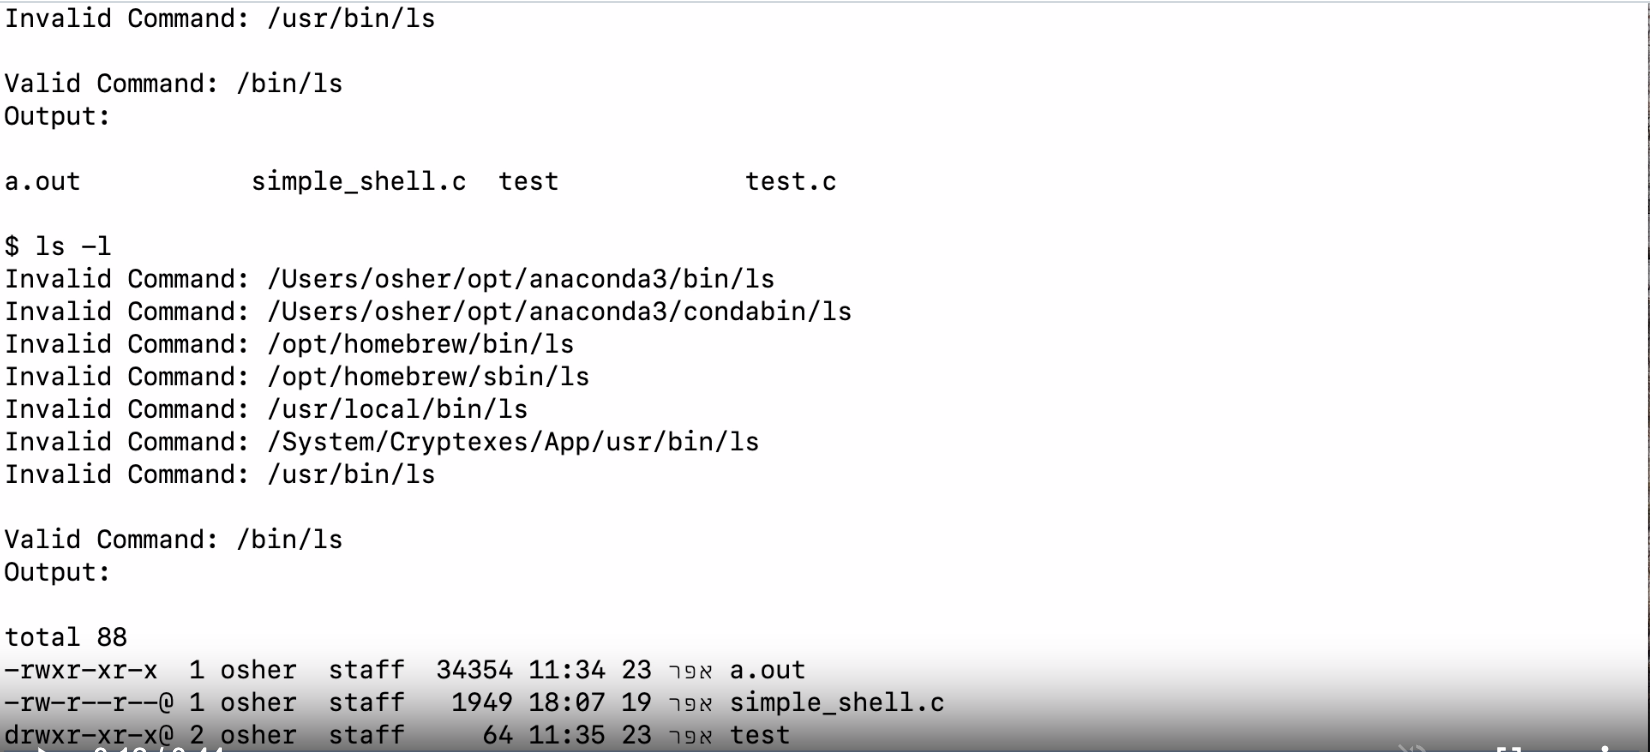 Invalid Command: /usr/bin/ls
Valid Command: /bin/ls
Output:
a.out simple_shell.c test test.c
$ ls -l
Invalid Command: /Users/osher/opt/anaconda3/bin/ls
Invalid Command: /Users/osher/opt/anaconda3/condabin/ls
Invalid Command: /opt/homebrew/bin/ls
Invalid Command: /opt/homebrew/sbin/ls
Invalid Command: /usr/local/bin/ls
Invalid Command: /System/Cryptexes/App/usr/bin/ls
Invalid Command: /usr/bin/ls
Valid Command: /bin/ls
Output:
total 88
-rwxr-xr-x 1 osher staff 34354 11:34 23 אפר a.out
-rw-r--r--@ 1 osher staff 1949 18:07 19 אפר simple_shell.c
drwxr-xr-x@ 2 osher staff 64 11:35 23 אפר test